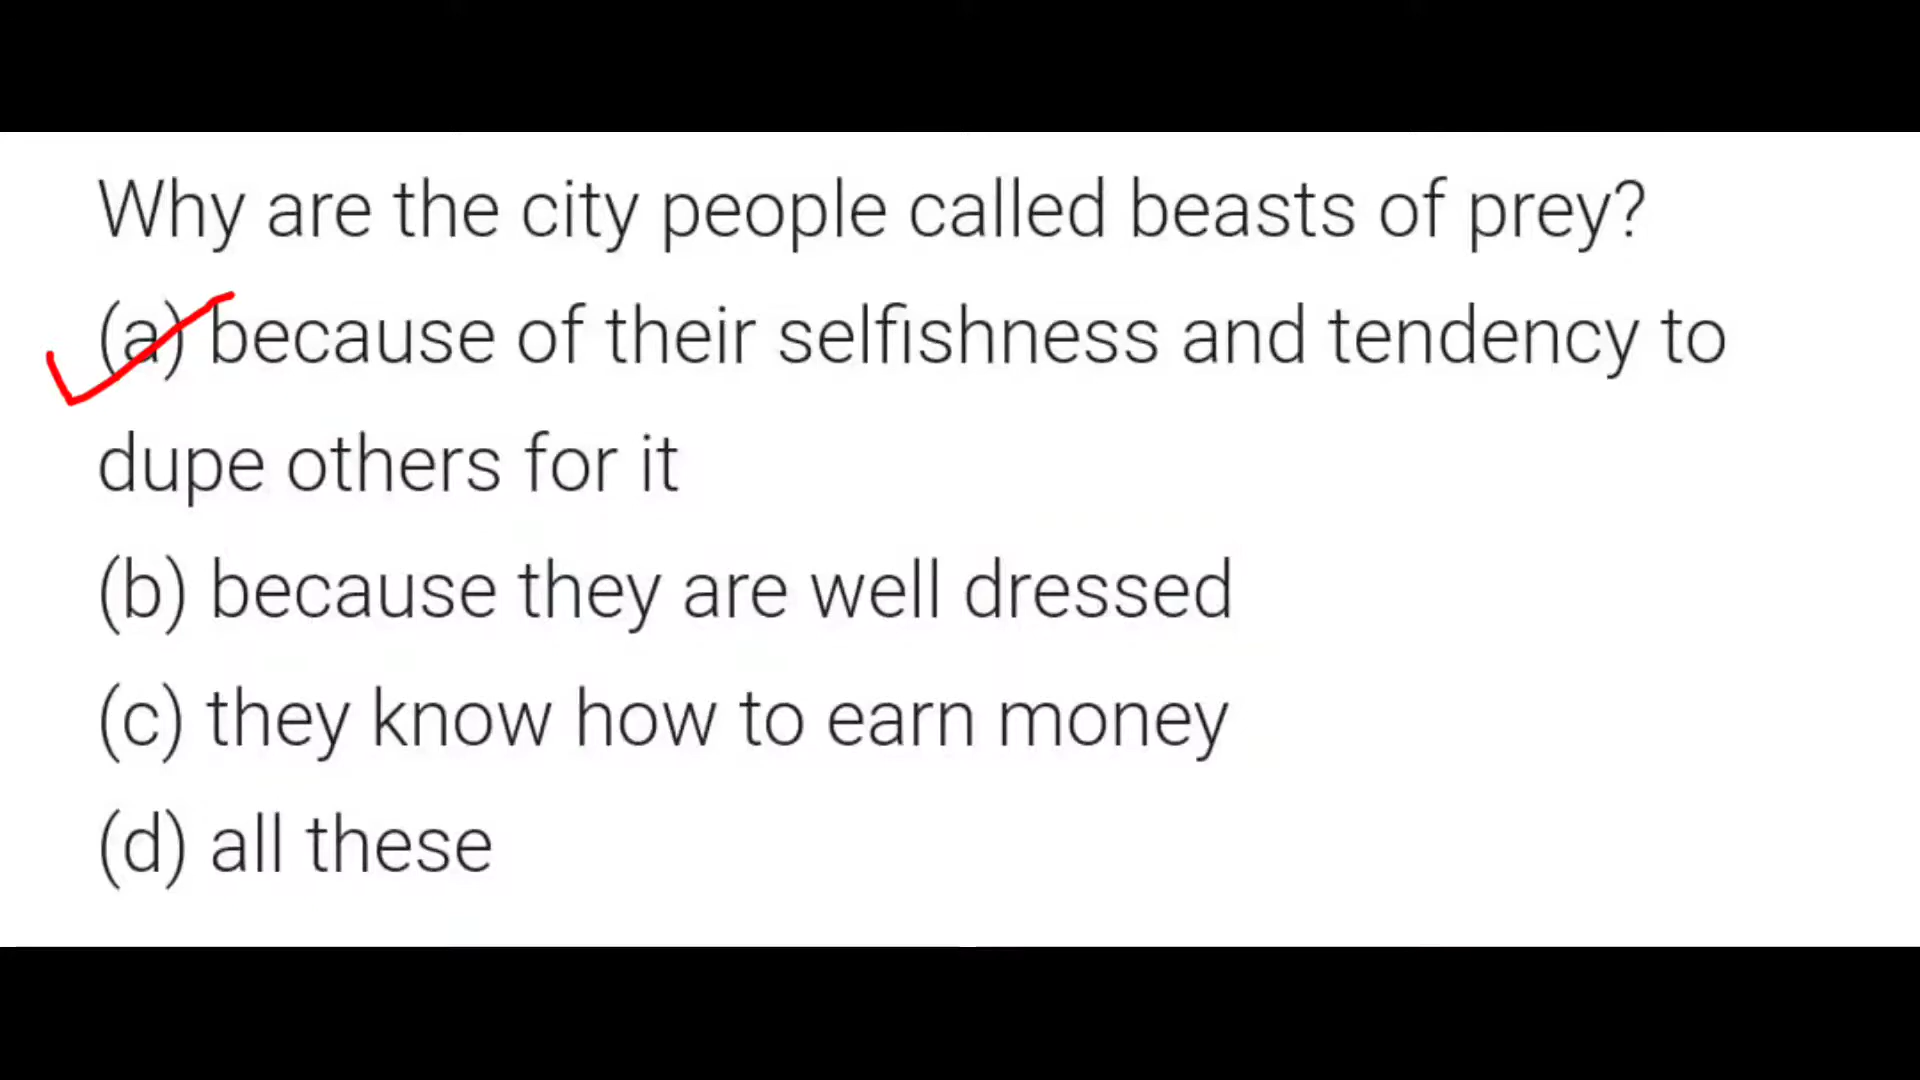 Why are the city people called beasts of prey?
(a) because of their selfishness and tendency to
dupe others for it
(b) because they are well dressed
(c) they know how to earn money
(d) all these